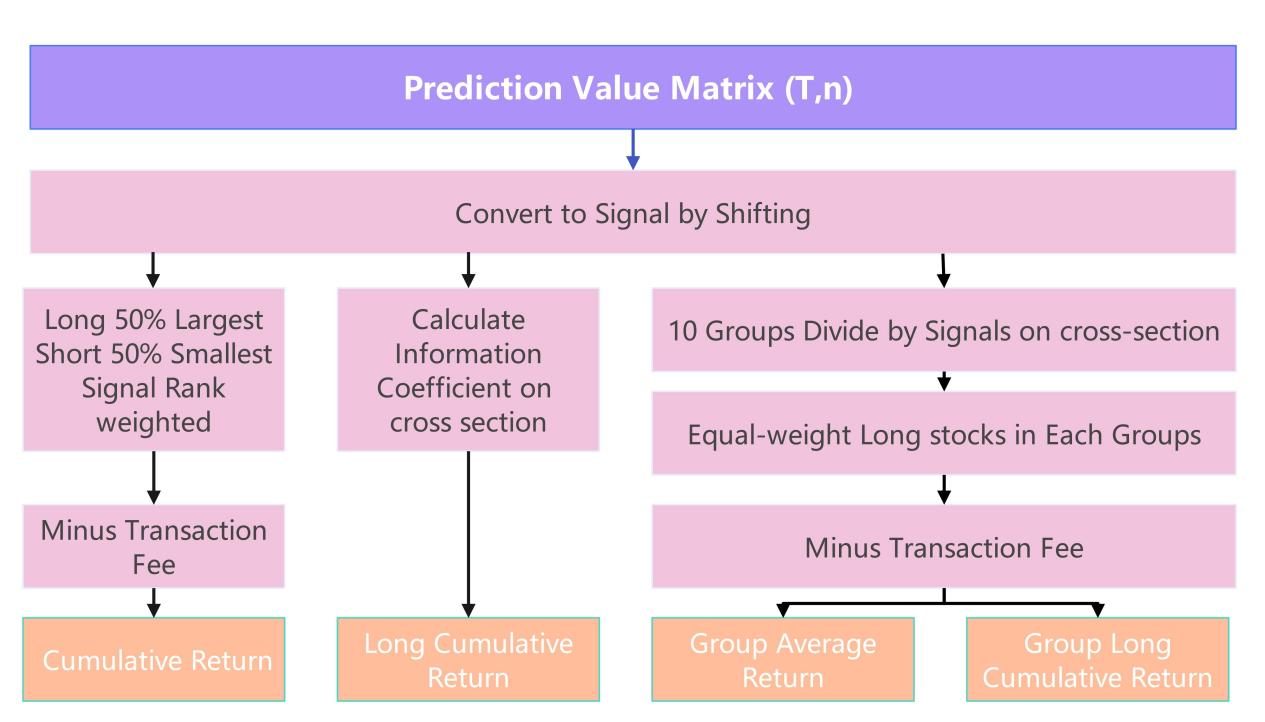 Prediction Value Matrix (T,n)
Convert to Signal by Shifting
Long 50% Largest
Short 50% Smallest
Signal Rank
weighted
Calculate
Information
Coefficient on
cross section
10 Groups Divide by Signals on cross-section
Equal-weight Long stocks in Each Groups
Minus Transaction
Fee
Minus Transaction Fee
Cumulative Return
Long Cumulative
Return
Group Average
Return
Group Long
Cumulative Return